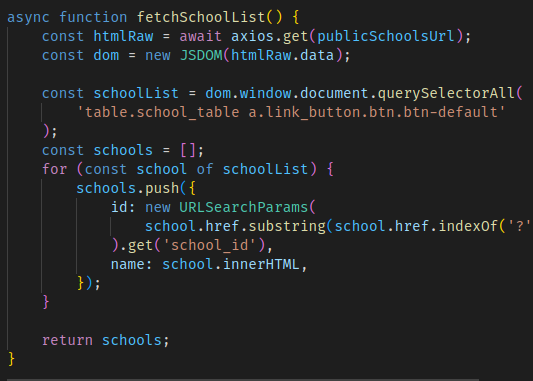 async function fetchSchoolList() {
    const htmlRaw = await axios.get(publicSchoolsUrl);
    const dom = new JSDOM(htmlRaw.data);

    const schoolList = dom.window.document.querySelectorAll(
        'table.school_table a.link_button.btn.btn-default'
    );
    const schools = [];
    for (const school of schoolList) {
        schools.push({
            id: new URLSearchParams(
                school.href.substring(school.href.indexOf('?'
            ).get('school_id'),
            name: school.innerHTML,
        });
    }

    return schools;
}